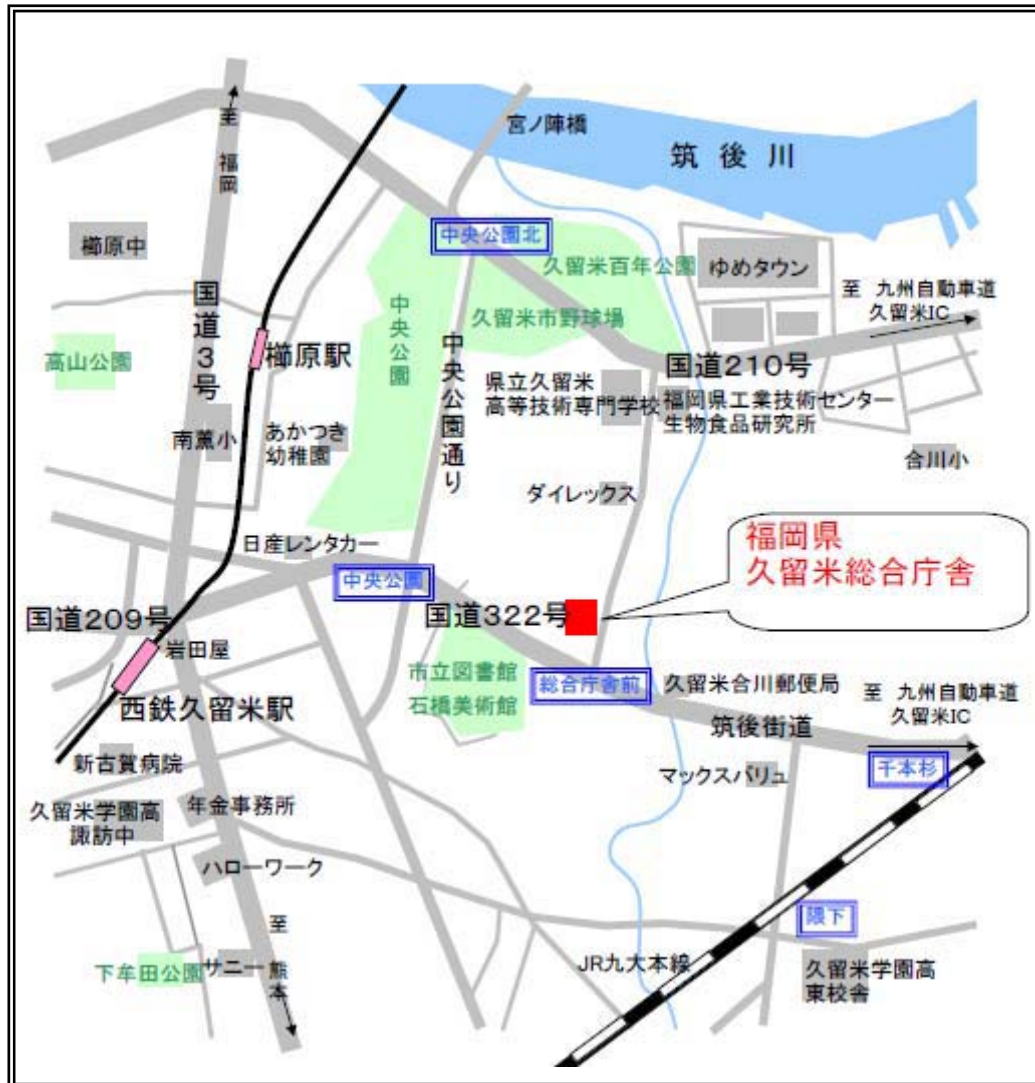 宮ノ陣橋
筑後川
至 福岡
櫛原中
中央公園北
久留米百年公園
ゆめタウン
至 九州自動車道
久留米IC
国道3号
中央公園
久留米市野球場
中央公園通り
高山公園
櫛原駅
国道210号
県立久留米
高等技術専門学校
福岡県工業技術センター
生物食品研究所
南薫小
あかつき
幼稚園
合川小
ダイレックス
日産レンタカー
福岡県
久留米総合庁舎
中央公園
国道209号
国道322号
岩田屋
市立図書館
石橋美術館
総合庁舎前
久留米合川郵便局
至 九州自動車道
久留米IC
西鉄久留米駅
筑後街道
千本杉
新古賀病院
マックスバリュ
久留米学園高
諏訪中
年金事務所
ハローワーク
隈下
至 熊本
下牟田公園
サニー
JR九大本線
久留米学園高
東校舎